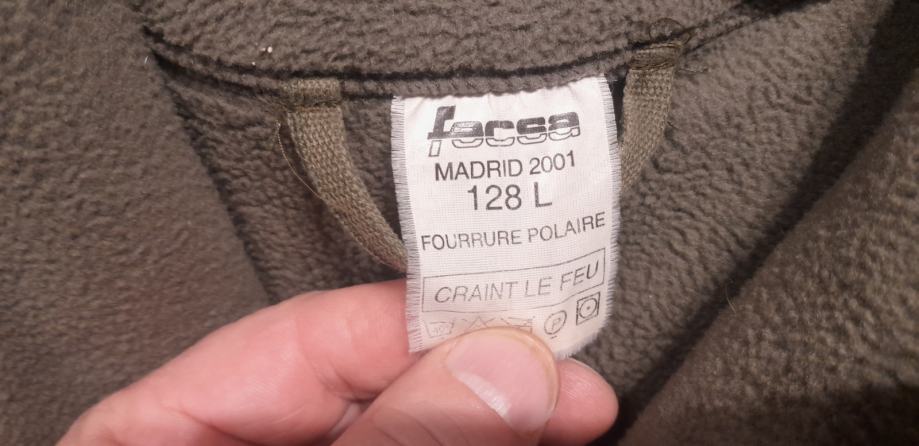 facsa
MADRID 2001
128 L
FOURRURE POLAIRE
CRAINT LE FEU
P